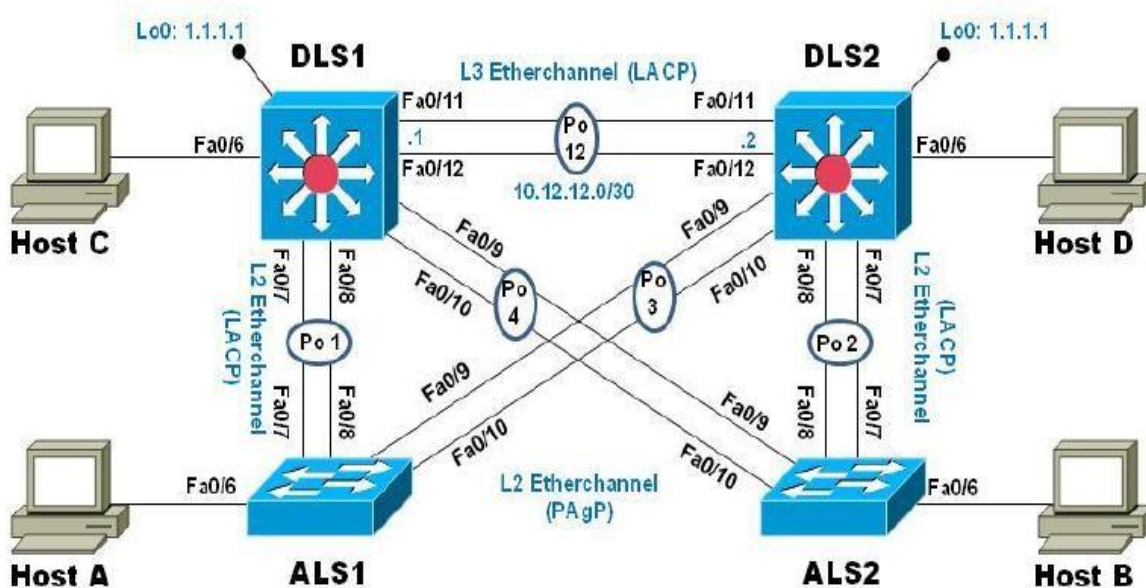 Lo0: 1.1.1.1
Lo0: 1.1.1.1
DLS1
DLS2
L3 Etherchannel (LACP)
Fa0/11
Fa0/11
Po
12
.1
.2
Fa0/6
Fa0/6
Fa0/12
Fa0/12
10.12.12.0/30
Host C
Host D
Fa0/9
Fa0/9
Fa0/10
Fa0/10
Fa0/7
Fa0/8
Fa0/8
Fa0/7
L2 Etherchannel
(LACP)
Po
4
Po
3
L2 Etherchannel
(LACP)
Po 1
Po 2
Fa0/7
Fa0/8
Fa0/9
Fa0/10
Fa0/9
Fa0/10
Fa0/8
Fa0/7
Fa0/6
Fa0/6
L2 Etherchannel
(PAgP)
Host A
ALS1
ALS2
Host B